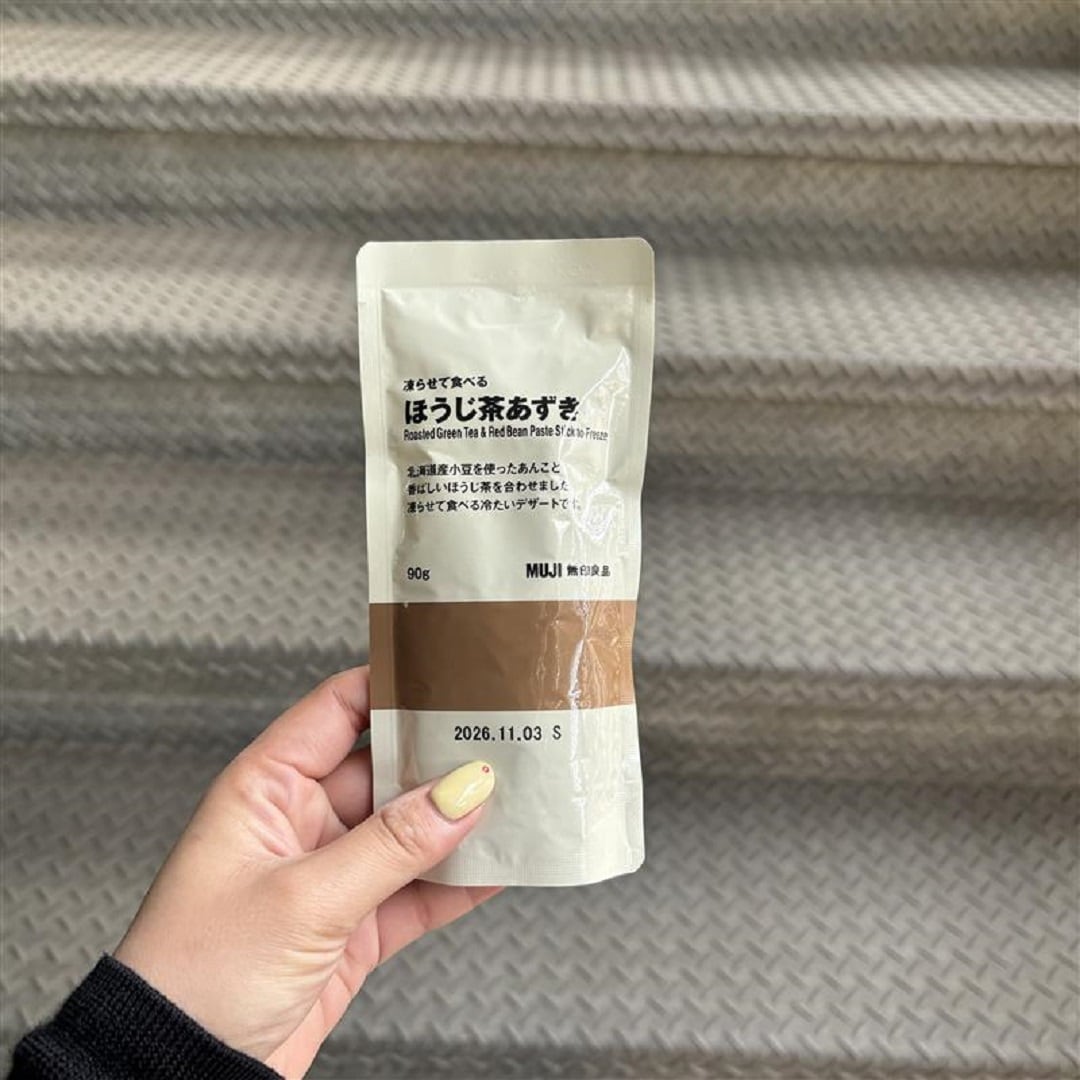 凍らせて食べる
ほうじ茶あずき
Roasted Green Tea & Red Bean Paste Stick to Freeze
北海道産小豆を使ったあんこと
香ばしいほうじ茶を合わせました
凍らせて食べる冷たいデザートです。
90g MUJI 無印良品
2026.11.03 S